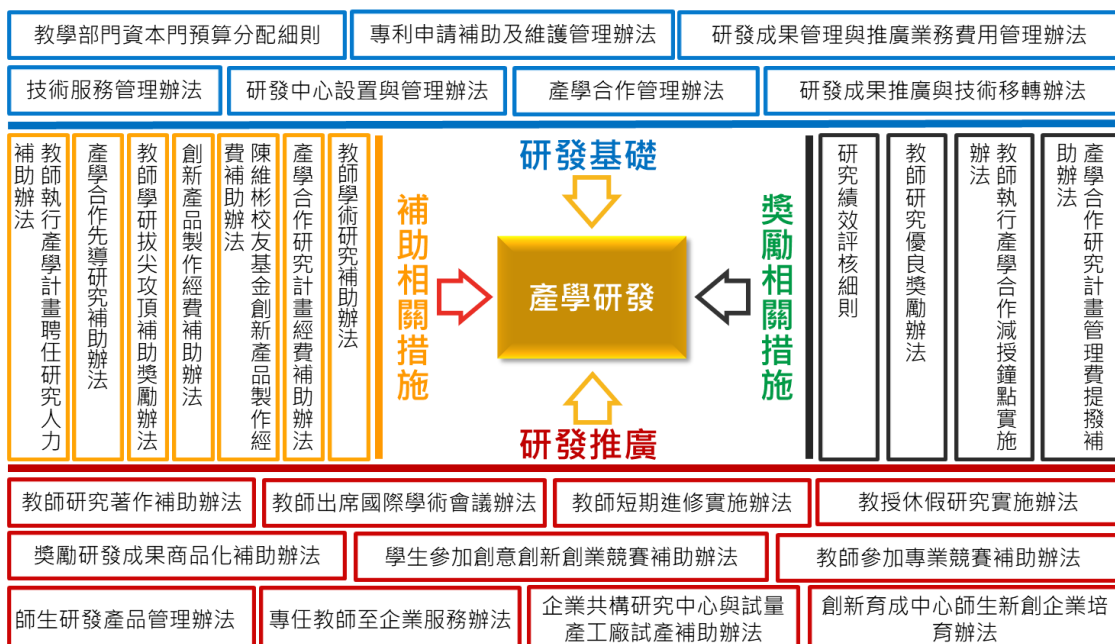 教學部門資本門預算分配細則
專利申請補助及維護管理辦法
研發成果管理與推廣業務費用管理辦法
技術服務管理辦法
研發中心設置與管理辦法
產學合作管理辦法
研發成果推廣與技術移轉辦法
教師執行產學計畫聘任研究人力
補助辦法
產學合作先導研究補助辦法
教師學研拔尖攻頂補助獎勵辦法
創新產品製作經費補助辦法
陳維彬校友基金創新產品製作經
費補助辦法
產學合作研究計畫經費補助辦法
教師學術研究補助辦法
補助相關措施
研發基礎
產學研發
研發推廣
獎勵相關措施
研究績效評核細則
教師研究優良獎勵辦法
教師執行產學合作減授鐘點實施
辦法
產學合作研究計畫管理費提撥補
助辦法
教師研究著作補助辦法
教師出席國際學術會議辦法
教師短期進修實施辦法
教授休假研究實施辦法
獎勵研發成果商品化補助辦法
學生參加創意創新創業競賽補助辦法
教師參加專業競賽補助辦法
師生研發產品管理辦法
專任教師至企業服務辦法
企業共構研究中心與試量
產工廠試產補助辦法
創新育成中心師生新創企業培
育辦法